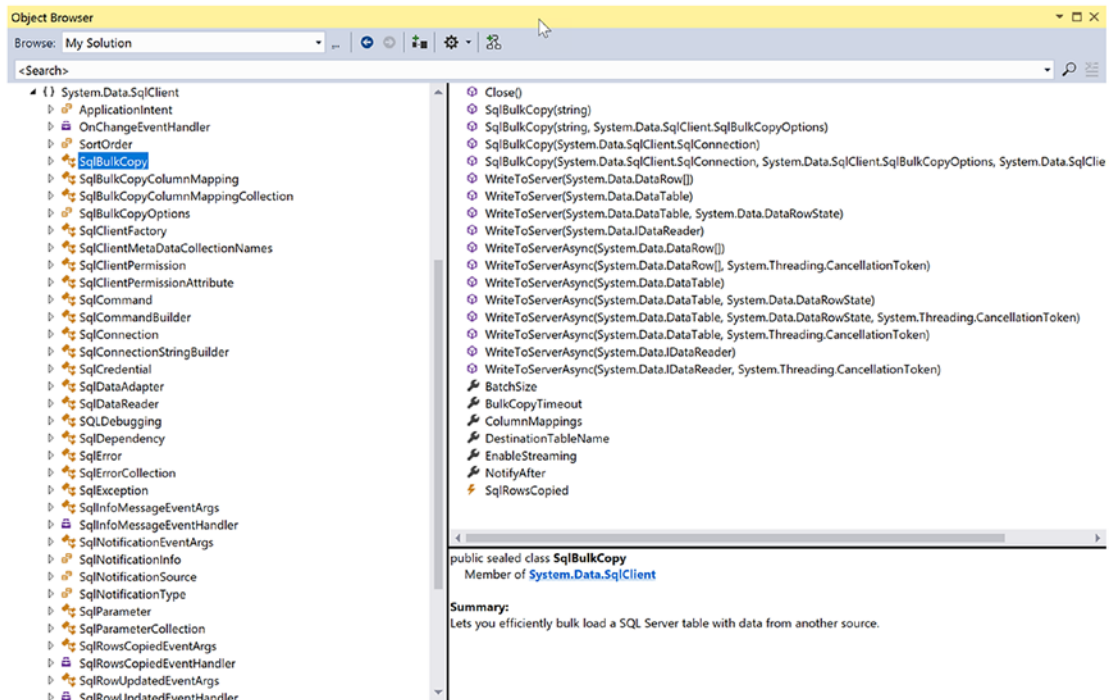 Object Browser
Browse: My Solution
<Search>
{} System.Data.SqlClient
ApplicationIntent
OnChangeEventHandler
SortOrder
SqlBulkCopy
SqlBulkCopyColumnMapping
SqlBulkCopyColumnMappingCollection
SqlBulkCopyOptions
SqlClientFactory
SqlClientMetaDataCollectionNames
SqlClientPermission
SqlClientPermissionAttribute
SqlCommand
SqlCommandBuilder
SqlConnection
SqlConnectionStringBuilder
SqlCredential
SqlDataAdapter
SqlDataReader
SQLDebugging
SqlDependency
SqlError
SqlErrorCollection
SqlException
SqlInfoMessageEventArgs
SqlInfoMessageEventHandler
SqlNotificationEventArgs
SqlNotificationInfo
SqlNotificationSource
SqlNotificationType
SqlParameter
SqlParameterCollection
SqlRowsCopiedEventArgs
SqlRowsCopiedEventHandler
SqlRowUpdatedEventArgs
SqlRowUpdatedEventHandler
Close()
SqlBulkCopy(string)
SqlBulkCopy(string, System.Data.SqlClient.SqlBulkCopyOptions)
SqlBulkCopy(System.Data.SqlClient.SqlConnection)
SqlBulkCopy(System.Data.SqlClient.SqlConnection, System.Data.SqlClient.SqlBulkCopyOptions, System.Data.SqlClie
WriteToServer(System.Data.DataRow[])
WriteToServer(System.Data.DataTable)
WriteToServer(System.Data.DataTable, System.Data.DataRowState)
WriteToServer(System.Data.IDataReader)
WriteToServerAsync(System.Data.DataRow[])
WriteToServerAsync(System.Data.DataRow[], System.Threading.CancellationToken)
WriteToServerAsync(System.Data.DataTable)
WriteToServerAsync(System.Data.DataTable, System.Data.DataRowState)
WriteToServerAsync(System.Data.DataTable, System.Data.DataRowState, System.Threading.CancellationToken)
WriteToServerAsync(System.Data.DataTable, System.Threading.CancellationToken)
WriteToServerAsync(System.Data.IDataReader)
WriteToServerAsync(System.Data.IDataReader, System.Threading.CancellationToken)
BatchSize
BulkCopyTimeout
ColumnMappings
DestinationTableName
EnableStreaming
NotifyAfter
SqlRowsCopied
public sealed class SqlBulkCopy
Member of System.Data.SqlClient
Summary:
Lets you efficiently bulk load a SQL Server table with data from another source.